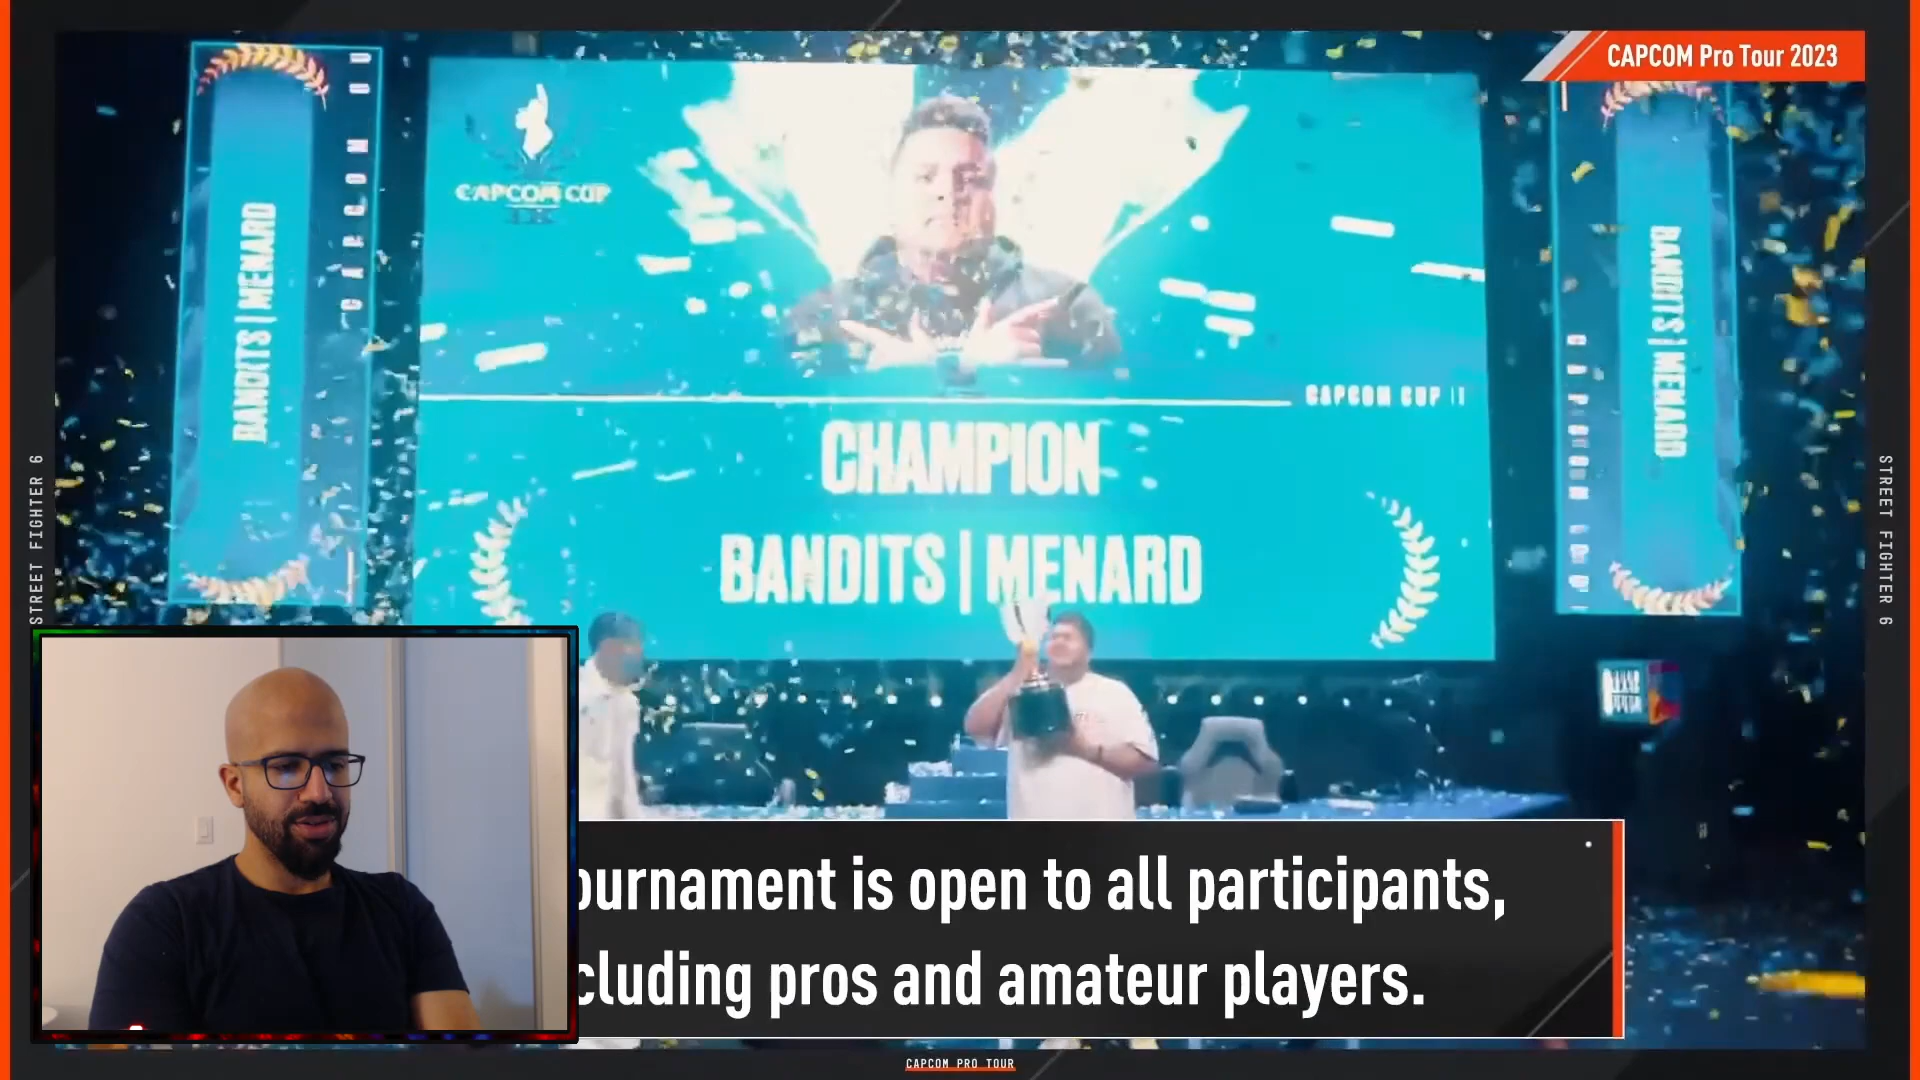 CAPCOM Pro Tour 2023
CAPCOM CUP
BANDITS | MENARD
CAPCOM CUP
BANDITS | MENARD
CAPCOM CUP
CHAMPION
BANDITS | MENARD
STREET FIGHTER 6
STREET FIGHTER 6
ournament is open to all participants,
cluding pros and amateur players.
CAPCOM PRO TOUR